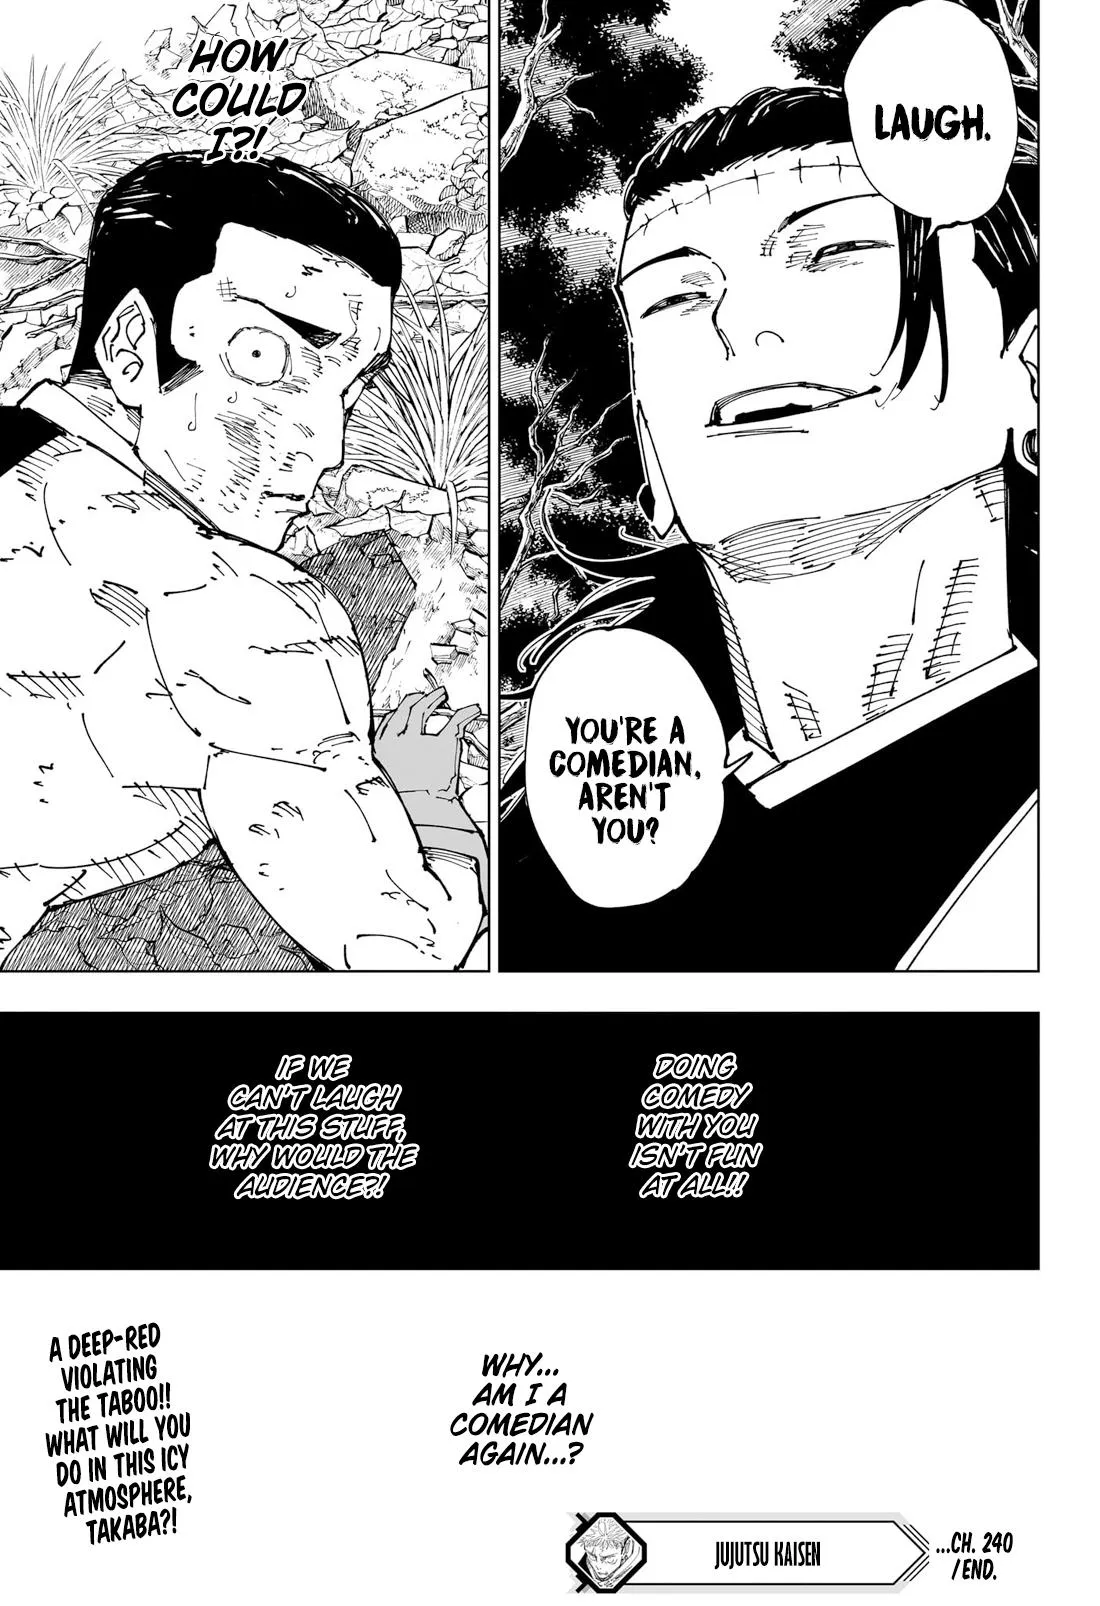 LAUGH.
YOU'RE A
COMEDIAN,
AREN'T
YOU?
HOW
COULD
I?!
DOING
COMEDY
WITH YOU
ISN'T FUN
AT ALL!!
IF WE
CAN'T LAUGH
AT THIS STUFF,
WHY WOULD THE
AUDIENCE?!
WHY...
AM I A
COMEDIAN
AGAIN...?
A DEEP-RED
VIOLATING
THE TABOO!!
WHAT WILL YOU
DO IN THIS ICY
ATMOSPHERE,
TAKABA?!
JUJUTSU KAISEN
...CH. 240
/END.